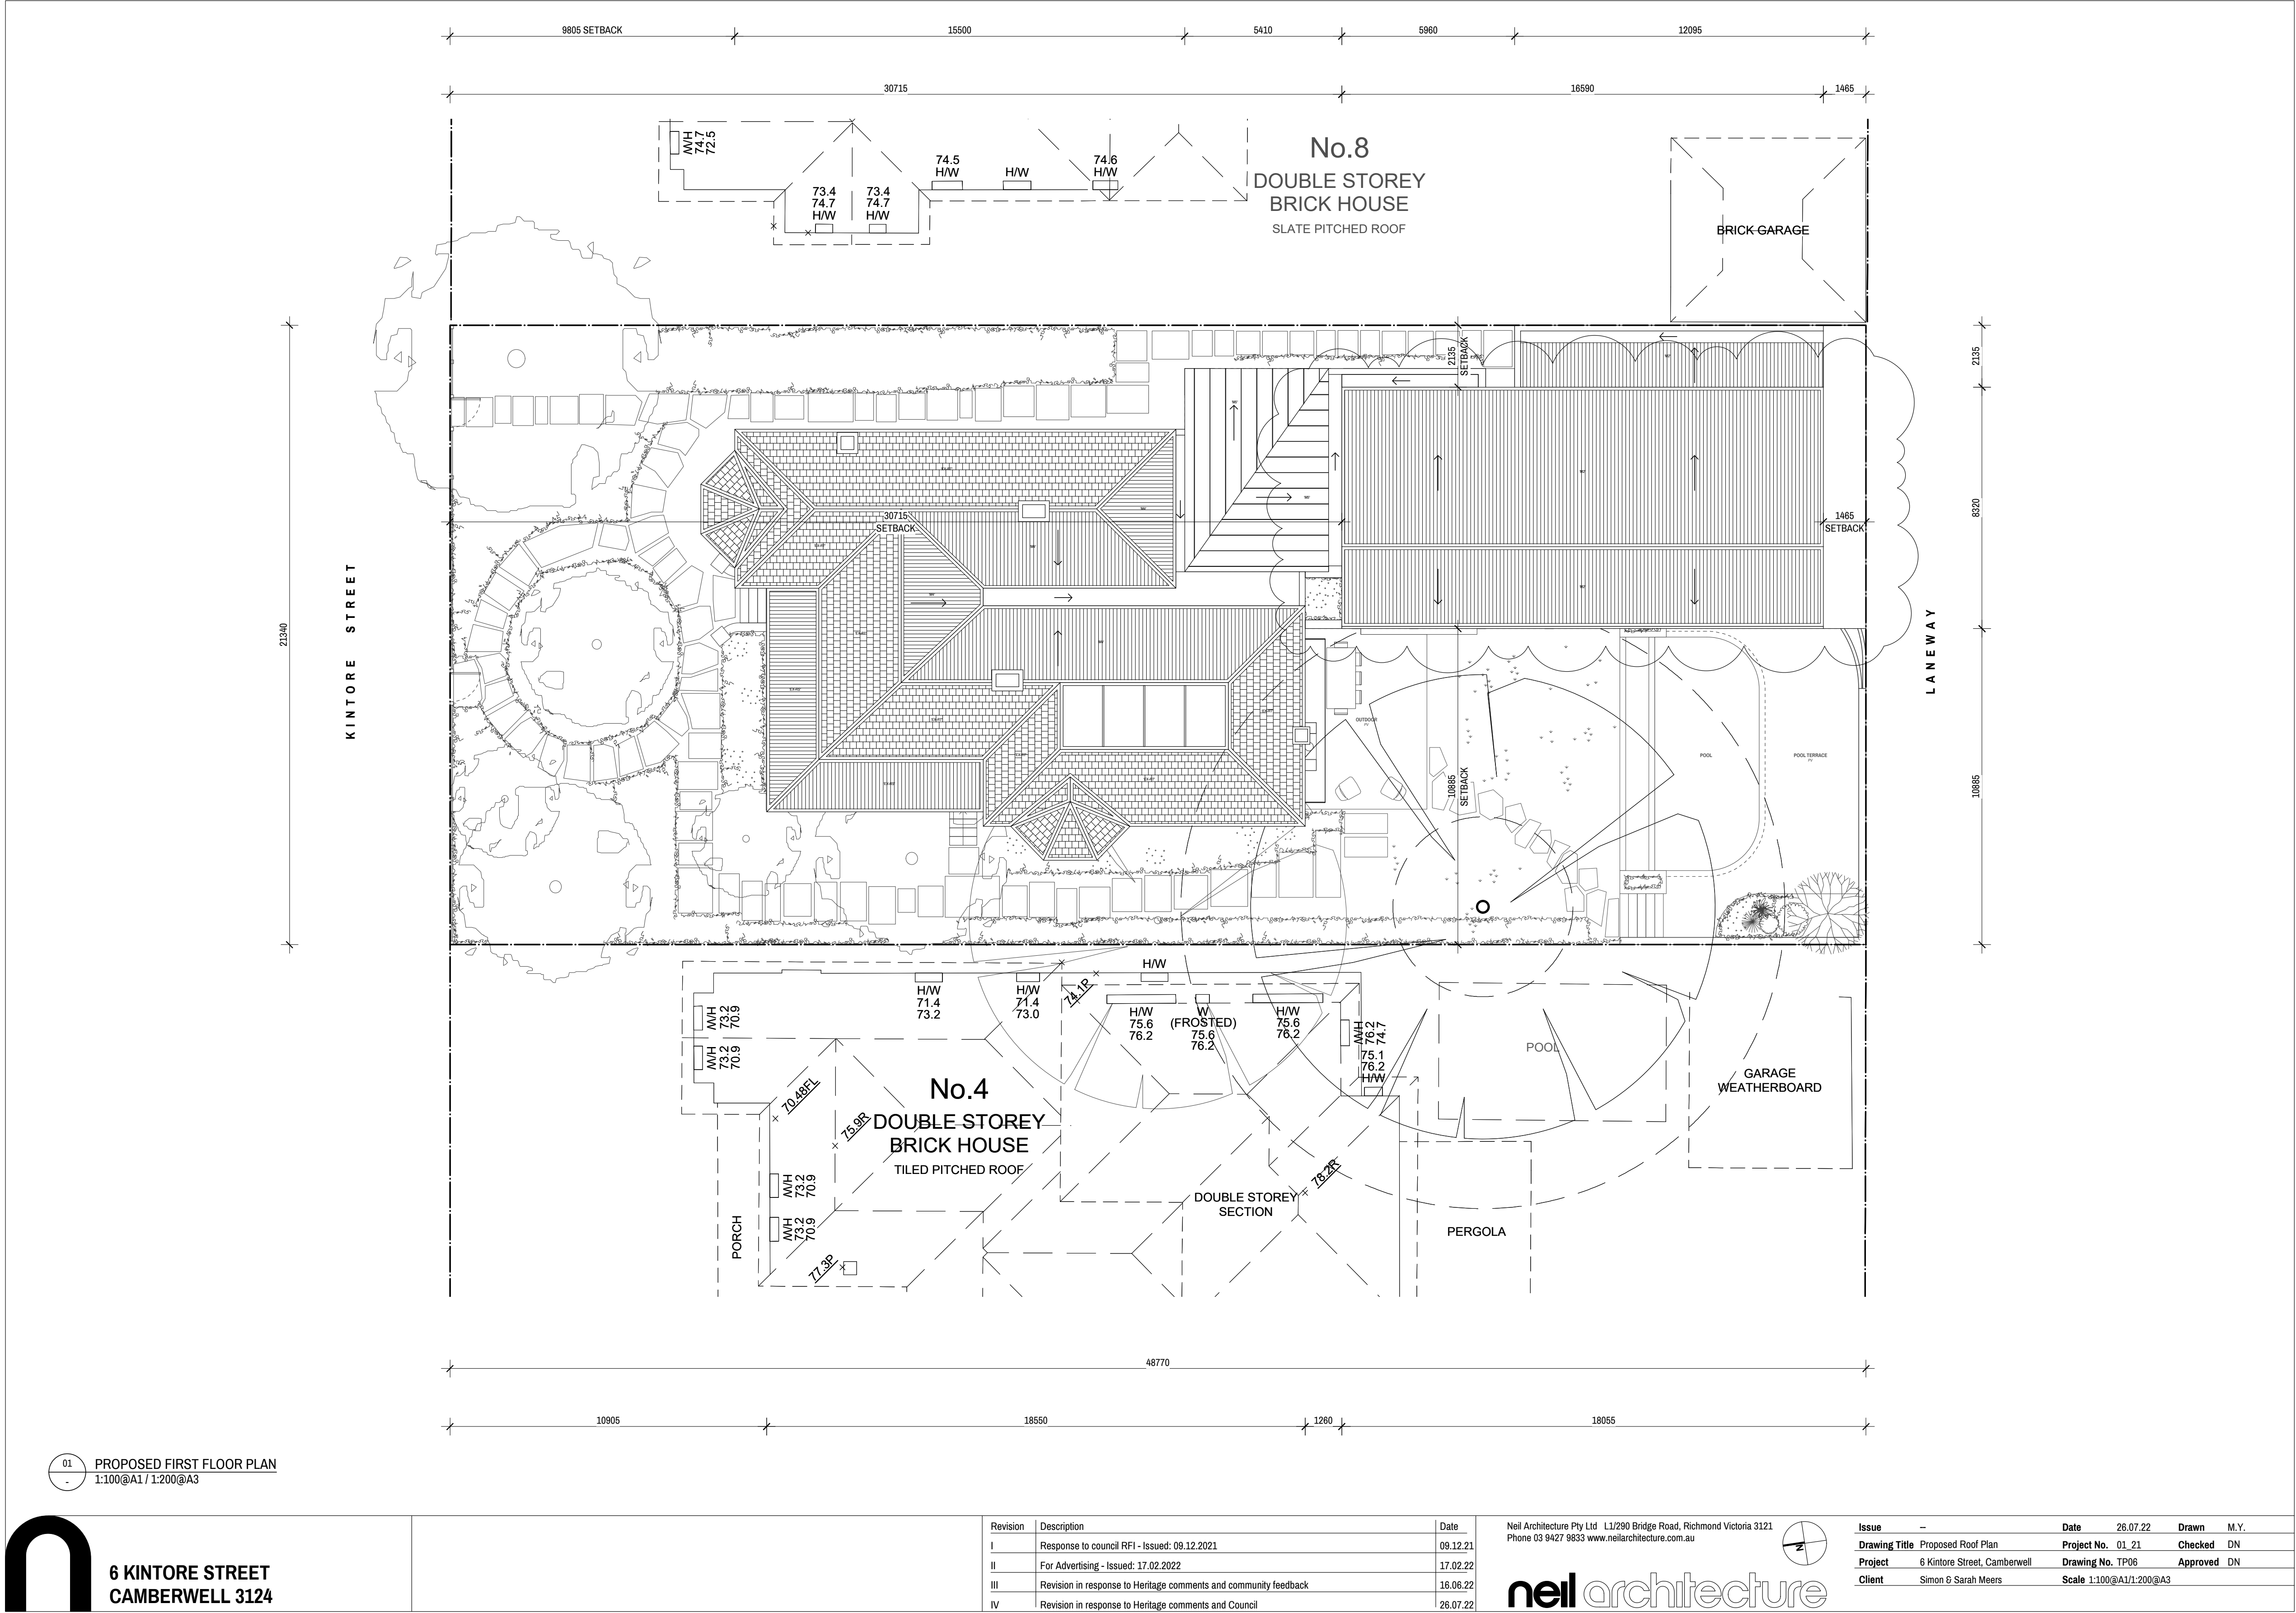 9805 SETBACK
15500
5410
5960
12095
30715
16590
1465
H/W
74.7
72.5
73.4
74.7
H/W
73.4
74.7
H/W
74.5
H/W
H/W
74.6
H/W
No.8
DOUBLE STOREY
BRICK HOUSE
SLATE PITCHED ROOF
BRICK GARAGE
2135
SETBACK
2135
30715
SETBACK
1465
SETBACK
8320
21340
KINTORE STREET
LANEWAY
OUTDOOR
POOL
POOL TERRACE
10885
SETBACK
10885
H/W
73.2
70.9
H/W
73.2
70.9
H/W
71.4
73.2
H/W
71.4
73.0
74.1P
H/W
H/W
75.6
76.2
W
(FROSTED)
75.6
76.2
H/W
75.6
76.2
H/W
76.2
74.7
75.1
76.2
H/W
POOL
GARAGE
WEATHERBOARD
70.48FL
75.9R
No.4
DOUBLE STOREY
BRICK HOUSE
TILED PITCHED ROOF
H/W
73.2
70.9
H/W
73.2
70.9
PORCH
77.3P
DOUBLE STOREY
SECTION
78.2R
PERGOLA
48770
10905
18550
1260
18055
01
-
PROPOSED FIRST FLOOR PLAN
1:100@A1 / 1:200@A3
6 KINTORE STREET
CAMBERWELL 3124
Revision Description Date
I Response to council RFI - Issued: 09.12.2021 09.12.21
II For Advertising - Issued: 17.02.2022 17.02.22
III Revision in response to Heritage comments and community feedback 16.06.22
IV Revision in response to Heritage comments and Council 26.07.22
Neil Architecture Pty Ltd L1/290 Bridge Road, Richmond Victoria 3121
Phone 03 9427 9833 www.neilarchitecture.com.au
N
neil architecture
Issue – Date 26.07.22 Drawn M.Y.
Drawing Title Proposed Roof Plan Project No. 01_21 Checked DN
Project 6 Kintore Street, Camberwell Drawing No. TP06 Approved DN
Client Simon & Sarah Meers Scale 1:100@A1/1:200@A3